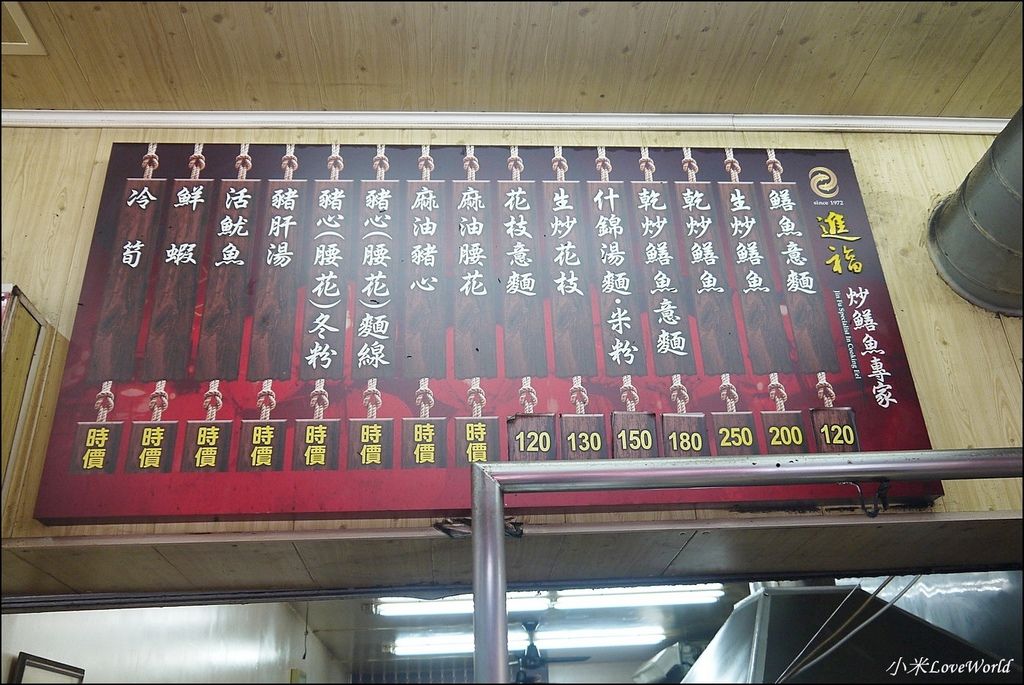 since 1972
進福
炒鱔魚專家
Jin Fu Specialist In Cooking Eel
鱔魚意麵 120
生炒鱔魚 200
乾炒鱔魚 250
乾炒鱔魚意麵 180
什錦湯麵·米粉 150
生炒花枝 130
花枝意麵 120
麻油腰花 時價
麻油豬心 時價
豬心(腰花)麵線 時價
豬心(腰花)冬粉 時價
豬肝湯 時價
活魷魚 時價
鮮蝦 時價
冷筍 時價
小米LoveWorld